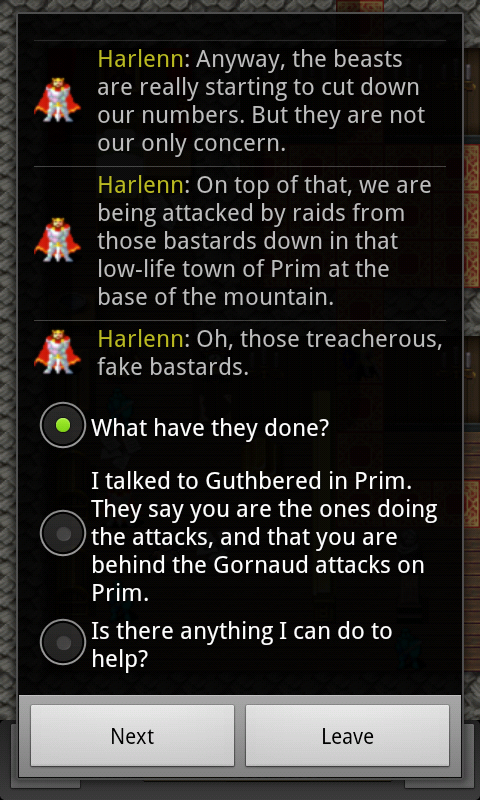 Harlenn: Anyway, the beasts
are really starting to cut down
our numbers. But they are not
our only concern.
Harlenn: On top of that, we are
being attacked by raids from
those bastards down in that
low-life town of Prim at the
base of the mountain.
Harlenn: Oh, those treacherous,
fake bastards.
What have they done?
I talked to Guthbered in Prim.
They say you are the ones doing
the attacks, and that you are
behind the Gornaud attacks on
Prim.
Is there anything I can do to
help?
Next
Leave